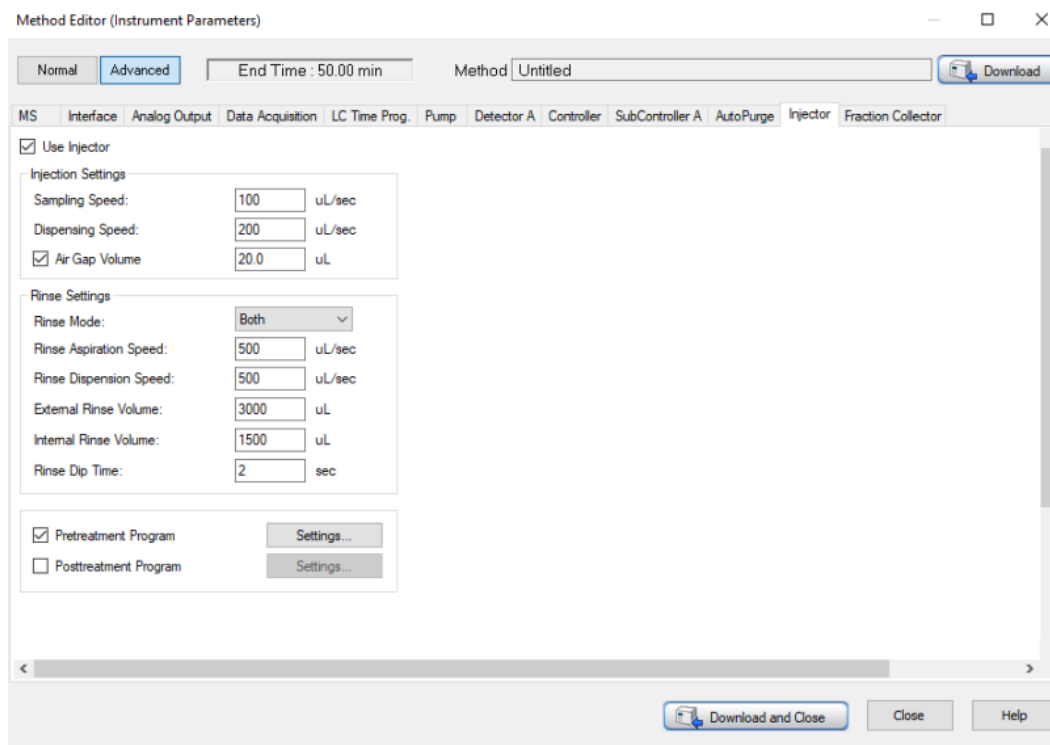 Method Editor (Instrument Parameters)
Normal Advanced End Time : 50.00 min Method Untitled Download
MS Interface Analog Output Data Acquisition LC Time Prog. Pump Detector A Controller SubController A AutoPurge Injector Fraction Collector
Use Injector
Injection Settings
Sampling Speed: 100 uL/sec
Dispensing Speed: 200 uL/sec
Air Gap Volume 20.0 uL
Rinse Settings
Rinse Mode: Both
Rinse Aspiration Speed: 500 uL/sec
Rinse Dispension Speed: 500 uL/sec
External Rinse Volume: 3000 uL
Internal Rinse Volume: 1500 uL
Rinse Dip Time: 2 sec
Pretreatment Program Settings...
Posttreatment Program Settings...
Download and Close Close Help